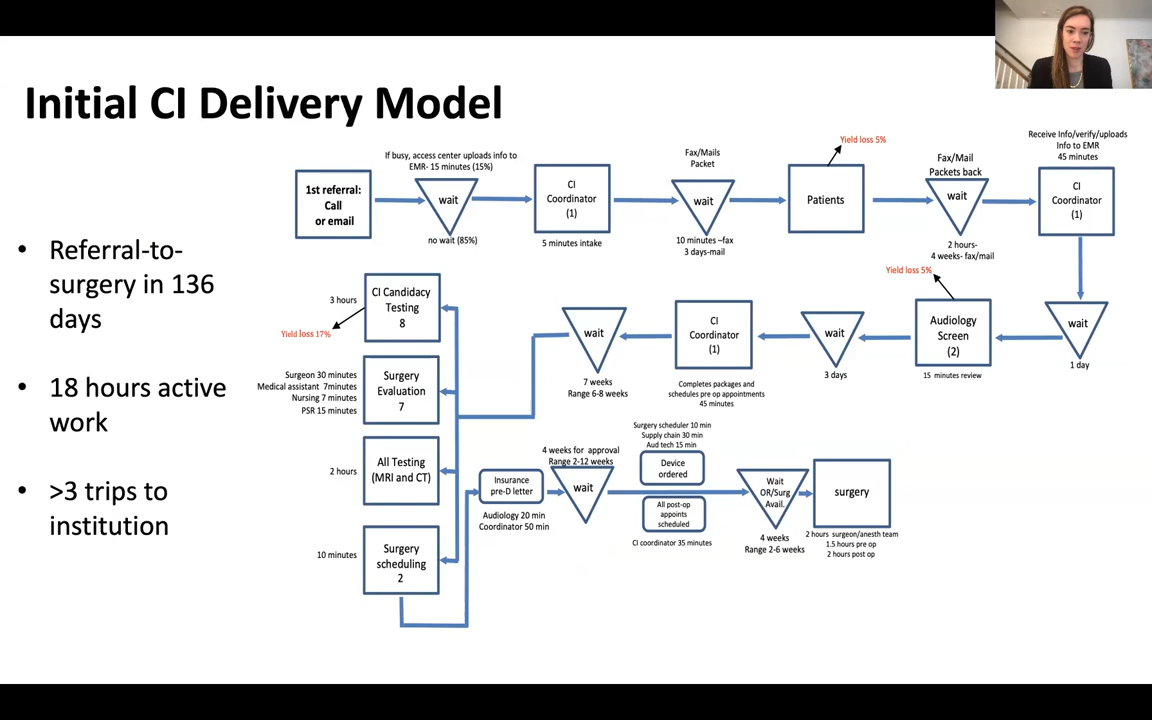 Initial CI Delivery Model
• Referral-to-
surgery in 136
days
• 18 hours active
work
• >3 trips to
institution
1st referral:
Call
or email
If busy, access center uploads info to
EMR- 15 minutes (15%)
wait
no wait (85%)
CI
Coordinator
(1)
5 minutes intake
Fax/Mails
Packet
wait
10 minutes –fax
3 days-mail
Yield loss 5%
Patients
Fax/Mail
Packets back
wait
2 hours-
4 weeks- fax/mail
Receive Info/verify/uploads
Info to EMR
45 minutes
CI
Coordinator
(1)
wait
1 day
Yield loss 5%
Audiology
Screen
(2)
15 minutes review
wait
3 days
CI
Coordinator
(1)
Completes packages and
schedules pre op appointments
45 minutes
wait
7 weeks
Range 6-8 weeks
3 hours
CI Candidacy
Testing
8
Yield loss 17%
Surgeon 30 minutes
Medical assistant 7minutes
Nursing 7 minutes
PSR 15 minutes
Surgery
Evaluation
7
2 hours
All Testing
(MRI and CT)
10 minutes
Surgery
scheduling
2
Insurance
pre-D letter
Audiology 20 min
Coordinator 50 min
4 weeks for approval
Range 2-12 weeks
wait
Surgery scheduler 10 min
Supply chain 30 min
Aud tech 15 min
Device
ordered
All post-op
appoints
scheduled
CI coordinator 35 minutes
Wait
OR/Surg
Avail.
4 weeks
Range 2-6 weeks
surgery
2 hours surgeon/anesth team
1.5 hours pre op
2 hours post op